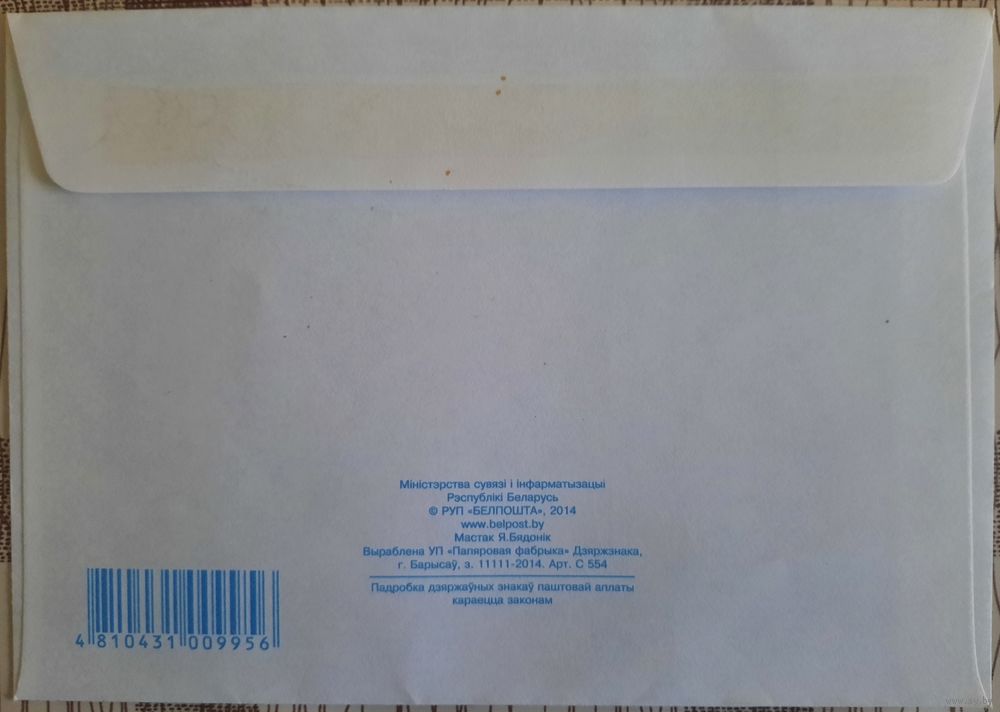 Міністэрства сувязі і інфарматызацыі
Рэспублікі Беларусь
© РУП «БЕЛПОШТА», 2014
www.belpost.by
Мастак Я.Бядонік
Выраблена УП «Папяровая фабрыка» Дзяржзнака,
г. Барысаў, з. 11111-2014. Арт. С 554
Падробка дзяржаўных знакаў паштовай аплаты
караецца законам
4 810431 009956